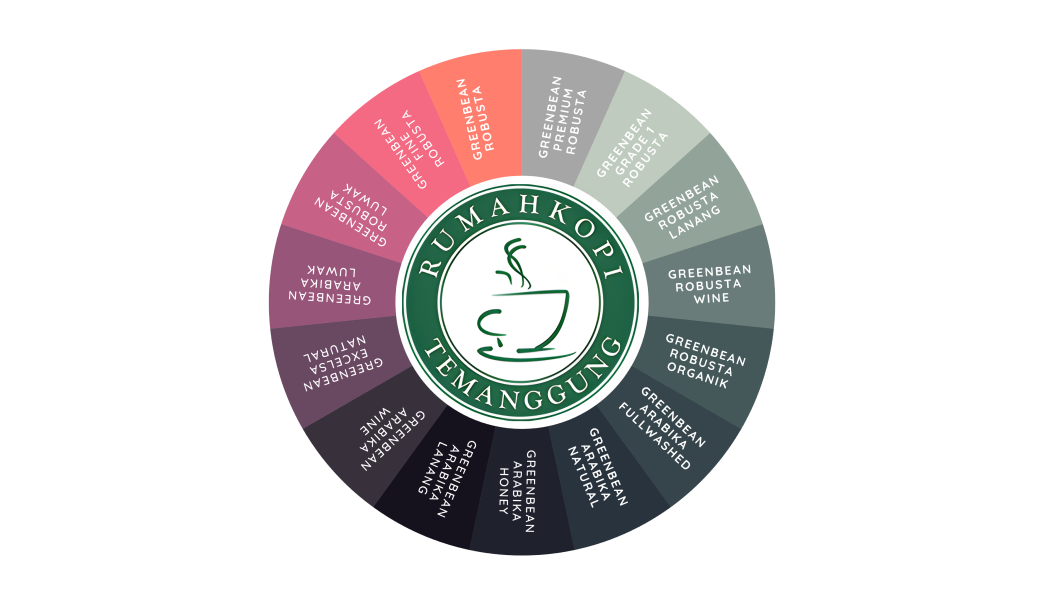 RUMAHKOPI
TEMANGGUNG
GREENBEAN
PREMIUM
ROBUSTA
GREENBEAN
GRADE 1
ROBUSTA
GREENBEAN
ROBUSTA
LANANG
GREENBEAN
ROBUSTA
WINE
GREENBEAN
ROBUSTA
ORGANIK
GREENBEAN
ARABIKA
FULLWASHED
GREENBEAN
ARABIKA
NATURAL
GREENBEAN
ARABIKA
HONEY
GREENBEAN
ARABIKA
LANANG
GREENBEAN
ARABIKA
WINE
GREENBEAN
EXCELSA
NATURAL
GREENBEAN
ARABIKA
LUWAK
GREENBEAN
ROBUSTA
LUWAK
GREENBEAN
FINE
ROBUSTA
GREENBEAN
ROBUSTA